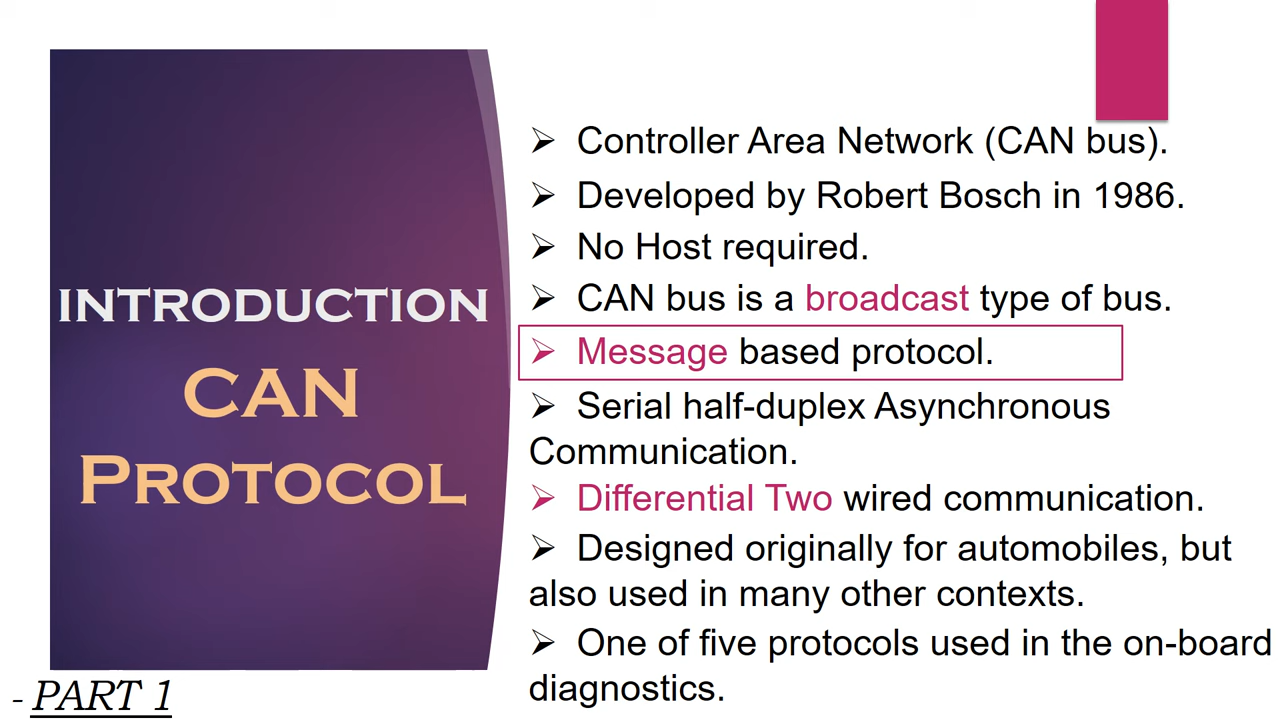 INTRODUCTION
CAN
PROTOCOL
- PART 1
➢ Controller Area Network (CAN bus).
➢ Developed by Robert Bosch in 1986.
➢ No Host required.
➢ CAN bus is a broadcast type of bus.
➢ Message based protocol.
➢ Serial half-duplex Asynchronous
Communication.
➢ Differential Two wired communication.
➢ Designed originally for automobiles, but
also used in many other contexts.
➢ One of five protocols used in the on-board
diagnostics.